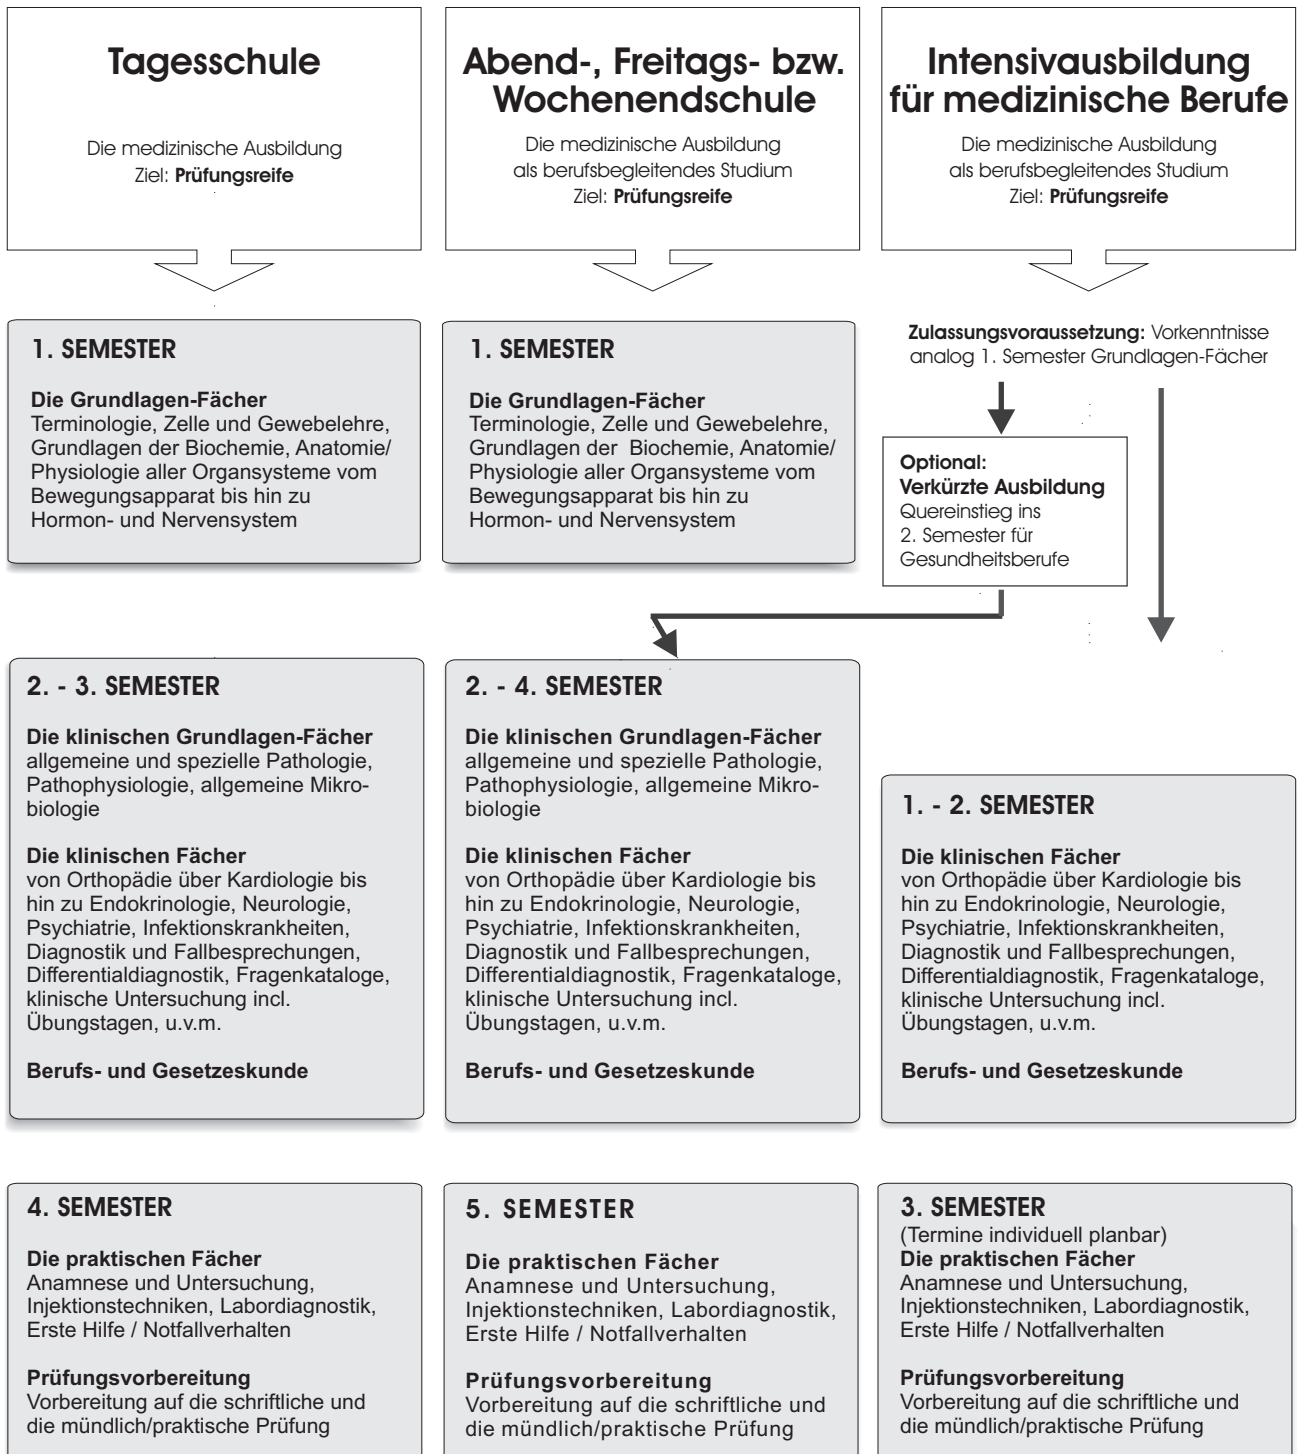 Tagesschule
Die medizinische Ausbildung
Ziel: Prüfungsreife
Abend-, Freitags- bzw.
Wochenendschule
Die medizinische Ausbildung
als berufsbegleitendes Studium
Ziel: Prüfungsreife
Intensivausbildung
für medizinische Berufe
Die medizinische Ausbildung
als berufsbegleitendes Studium
Ziel: Prüfungsreife
1. SEMESTER
Die Grundlagen-Fächer
Terminologie, Zelle und Gewebelehre,
Grundlagen der Biochemie, Anatomie/
Physiologie aller Organsysteme vom
Bewegungsapparat bis hin zu
Hormon- und Nervensystem
1. SEMESTER
Die Grundlagen-Fächer
Terminologie, Zelle und Gewebelehre,
Grundlagen der Biochemie, Anatomie/
Physiologie aller Organsysteme vom
Bewegungsapparat bis hin zu
Hormon- und Nervensystem
Zulassungsvoraussetzung: Vorkenntnisse
analog 1. Semester Grundlagen-Fächer
Optional:
Verkürzte Ausbildung
Quereinstieg ins
2. Semester für
Gesundheitsberufe
2. - 3. SEMESTER
Die klinischen Grundlagen-Fächer
allgemeine und spezielle Pathologie,
Pathophysiologie, allgemeine Mikro-
biologie
Die klinischen Fächer
von Orthopädie über Kardiologie bis
hin zu Endokrinologie, Neurologie,
Psychiatrie, Infektionskrankheiten,
Diagnostik und Fallbesprechungen,
Differentialdiagnostik, Fragenkataloge,
klinische Untersuchung incl.
Übungstagen, u.v.m.
Berufs- und Gesetzeskunde
2. - 4. SEMESTER
Die klinischen Grundlagen-Fächer
allgemeine und spezielle Pathologie,
Pathophysiologie, allgemeine Mikro-
biologie
Die klinischen Fächer
von Orthopädie über Kardiologie bis
hin zu Endokrinologie, Neurologie,
Psychiatrie, Infektionskrankheiten,
Diagnostik und Fallbesprechungen,
Differentialdiagnostik, Fragenkataloge,
klinische Untersuchung incl.
Übungstagen, u.v.m.
Berufs- und Gesetzeskunde
1. - 2. SEMESTER
Die klinischen Fächer
von Orthopädie über Kardiologie bis
hin zu Endokrinologie, Neurologie,
Psychiatrie, Infektionskrankheiten,
Diagnostik und Fallbesprechungen,
Differentialdiagnostik, Fragenkataloge,
klinische Untersuchung incl.
Übungstagen, u.v.m.
Berufs- und Gesetzeskunde
4. SEMESTER
Die praktischen Fächer
Anamnese und Untersuchung,
Injektionstechniken, Labordiagnostik,
Erste Hilfe / Notfallverhalten
Prüfungsvorbereitung
Vorbereitung auf die schriftliche und
die mündlich/praktische Prüfung
5. SEMESTER
Die praktischen Fächer
Anamnese und Untersuchung,
Injektionstechniken, Labordiagnostik,
Erste Hilfe / Notfallverhalten
Prüfungsvorbereitung
Vorbereitung auf die schriftliche und
die mündlich/praktische Prüfung
3. SEMESTER
(Termine individuell planbar)
Die praktischen Fächer
Anamnese und Untersuchung,
Injektionstechniken, Labordiagnostik,
Erste Hilfe / Notfallverhalten
Prüfungsvorbereitung
Vorbereitung auf die schriftliche und
die mündlich/praktische Prüfung